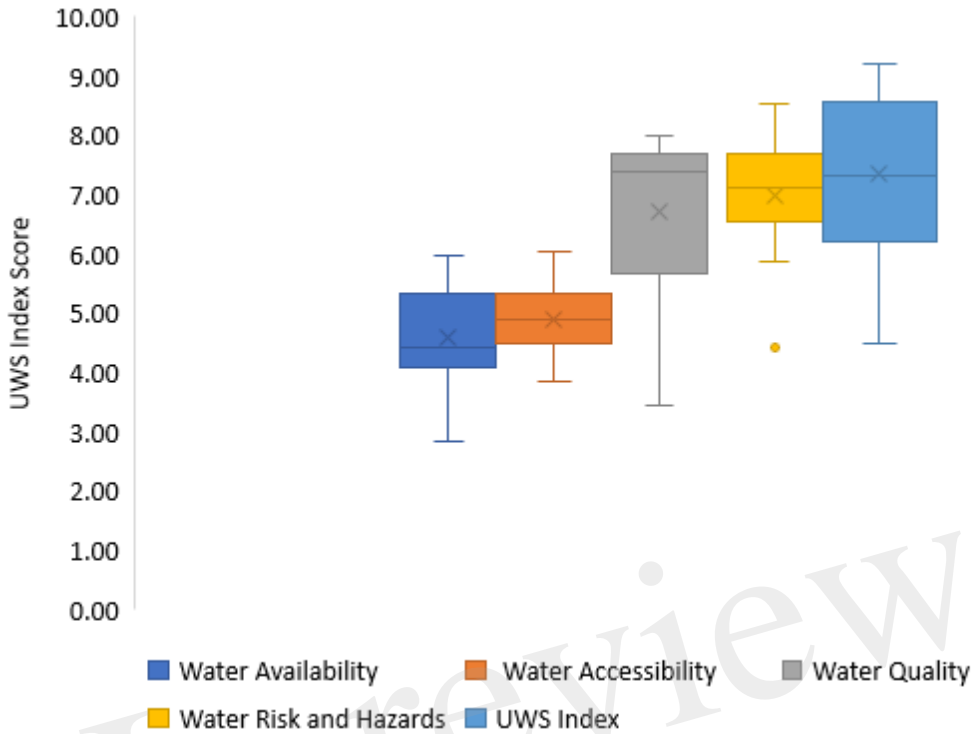 10.00
9.00
8.00
7.00
6.00
5.00
4.00
3.00
2.00
1.00
0.00
UWS Index Score
Water Availability
Water Accessibility
Water Quality
Water Risk and Hazards
UWS Index
review